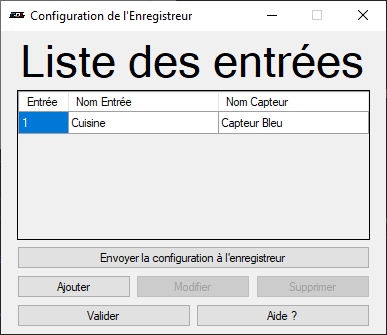 Configuration de l'Enregistreur
Liste des entrées
Entrée Nom Entrée Nom Capteur
1 Cuisine Capteur Bleu
Envoyer la configuration à l'enregistreur
Ajouter Modifier Supprimer
Valider Aide ?